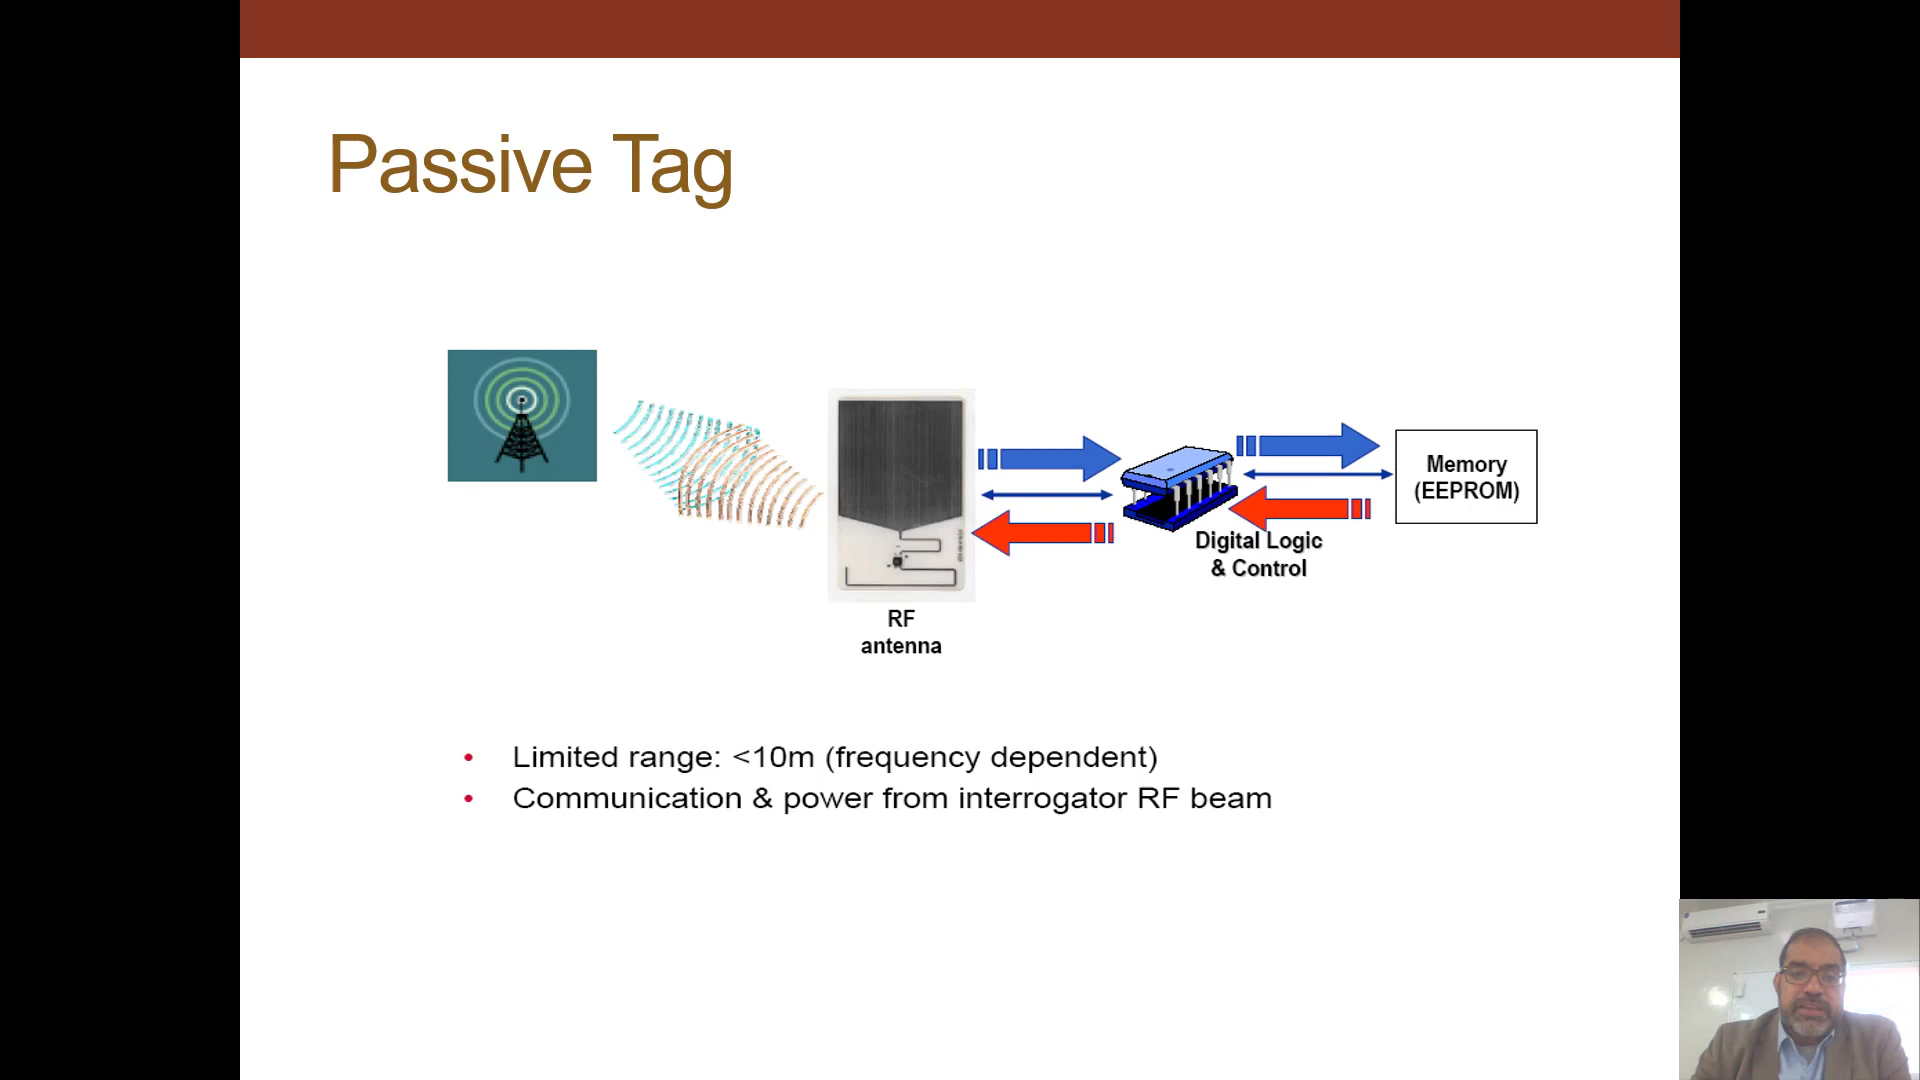 Passive Tag
RF
antenna
Digital Logic
& Control
Memory
(EEPROM)
• Limited range: <10m (frequency dependent)
• Communication & power from interrogator RF beam